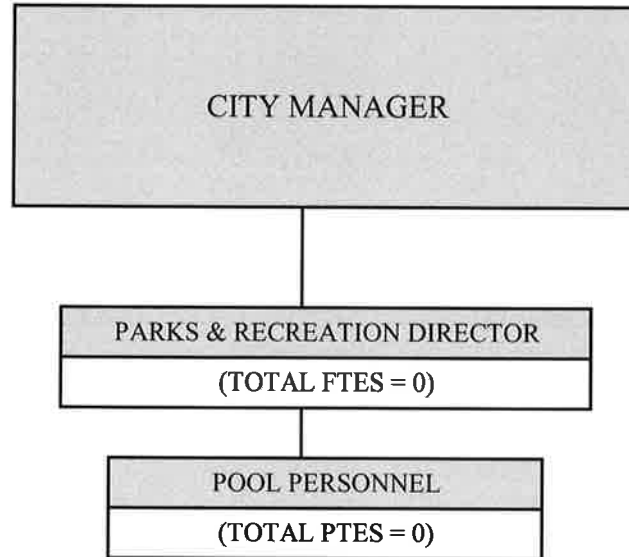 CITY MANAGER
PARKS & RECREATION DIRECTOR
(TOTAL FTES = 0)
POOL PERSONNEL
(TOTAL PTES = 0)